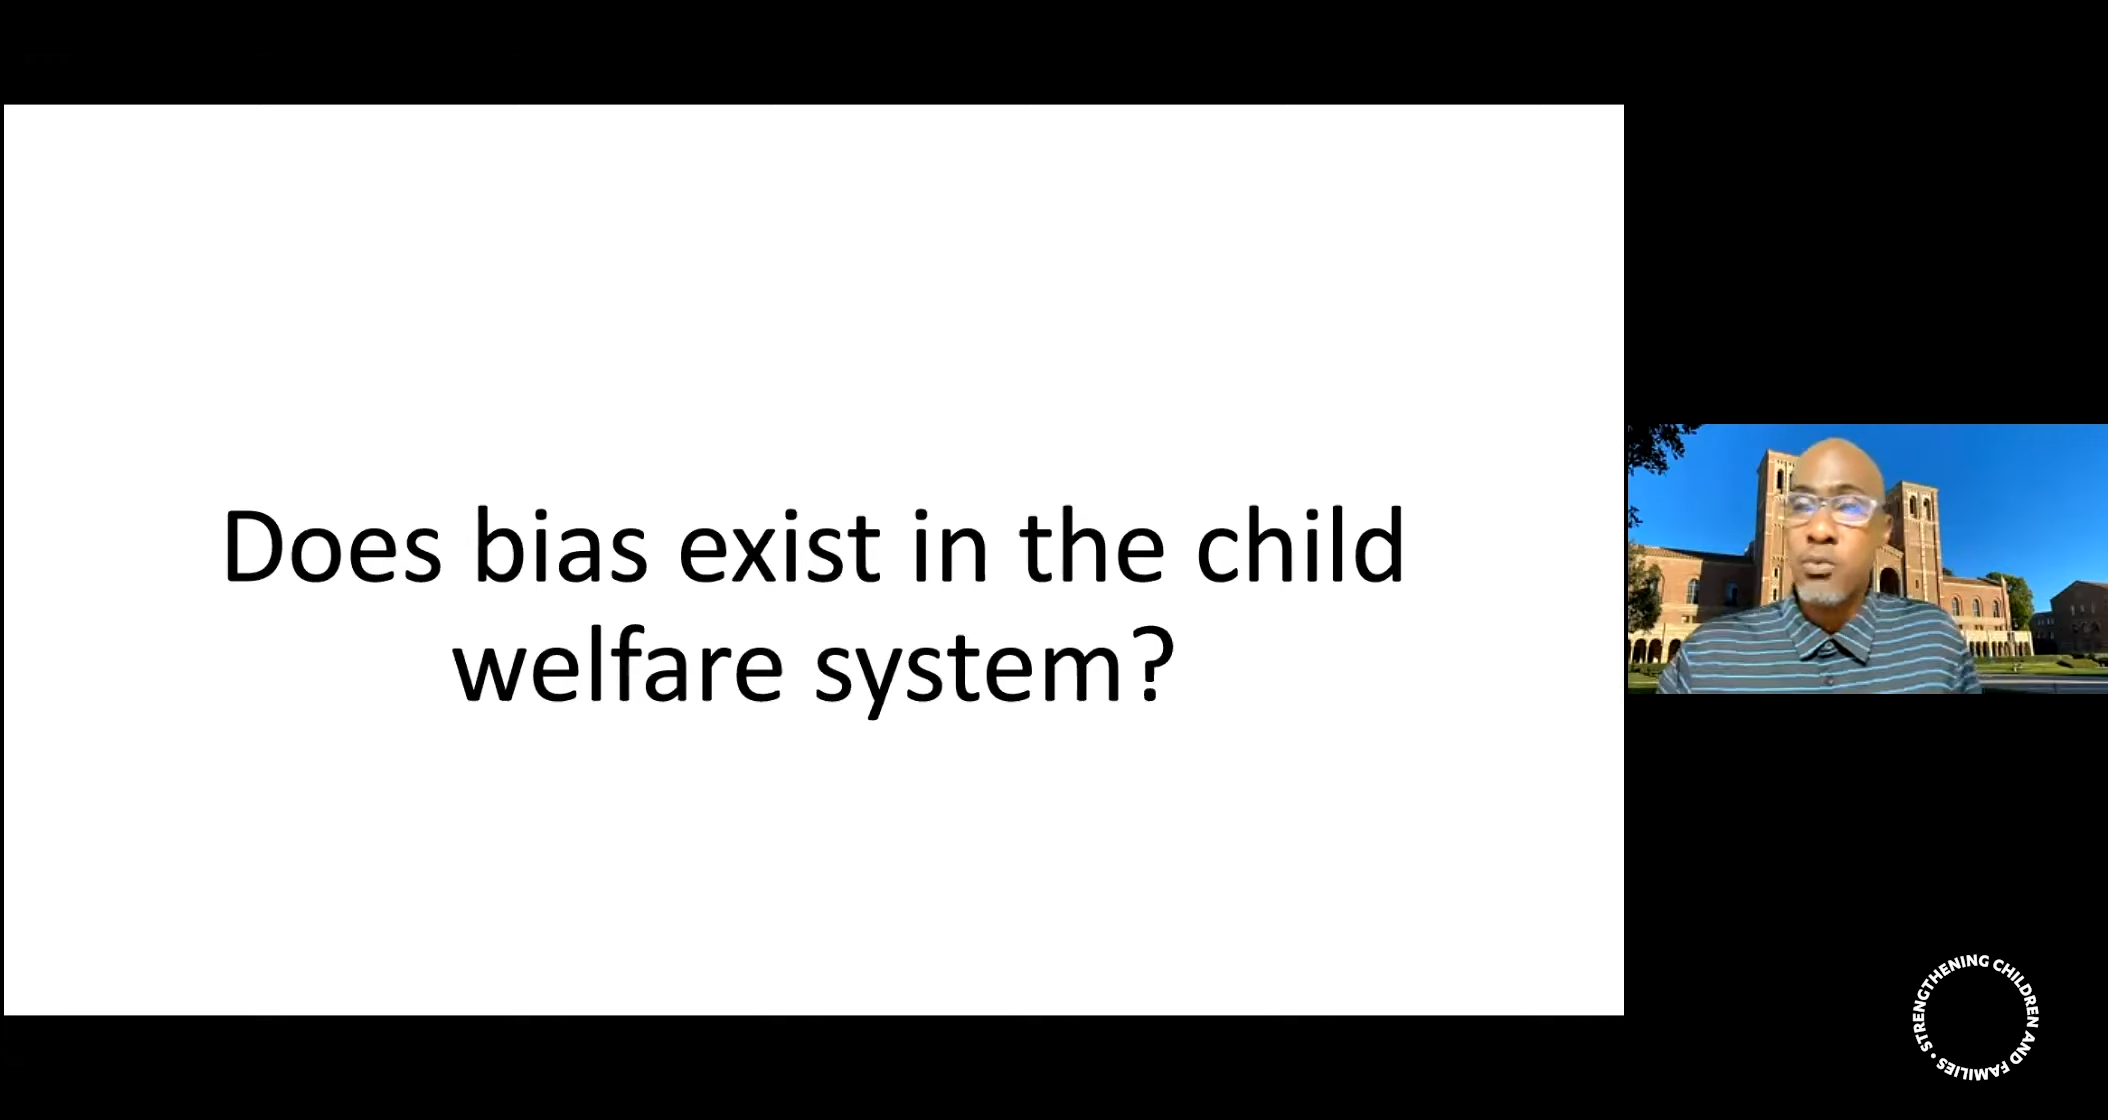 Does bias exist in the child
welfare system?
STRENGTHENING CHILDREN AND FAMILIES •